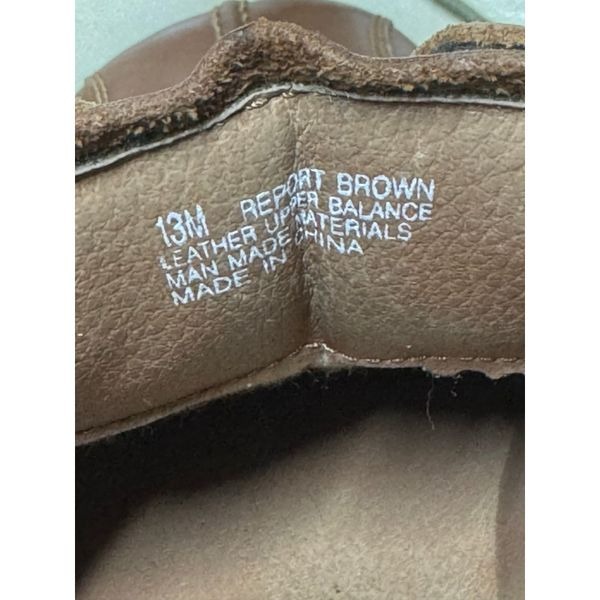 13M REPORT BROWN
LEATHER UPPER BALANCE
MAN MADE MATERIALS
MADE IN CHINA